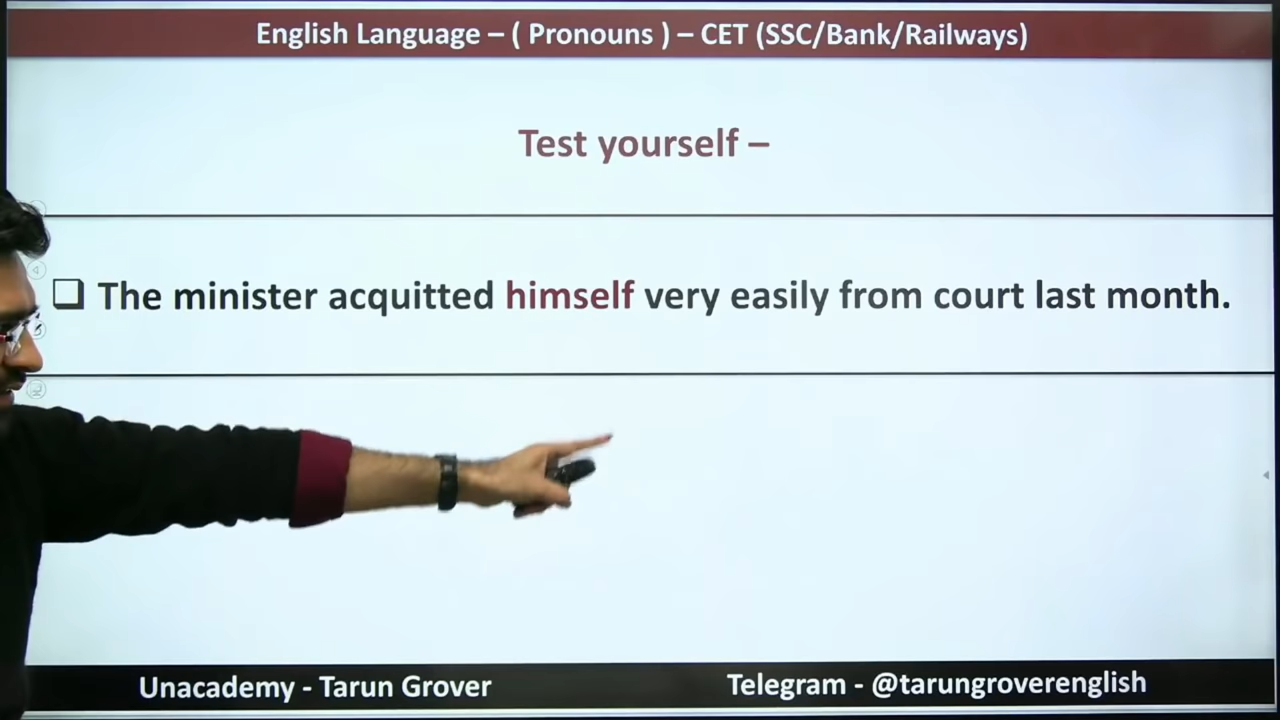 English Language – ( Pronouns ) – CET (SSC/Bank/Railways)
Test yourself –
❑ The minister acquitted himself very easily from court last month.
Unacademy - Tarun Grover
Telegram - @tarungroverenglish